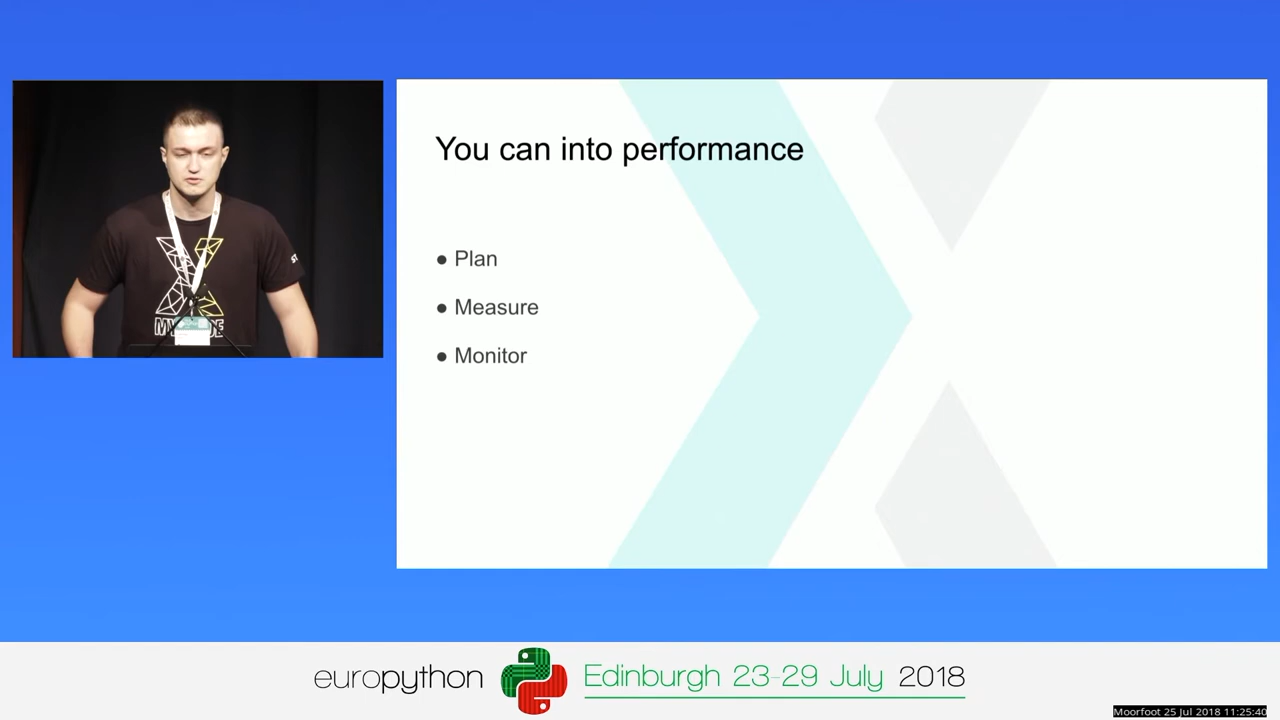 You can into performance
● Plan
● Measure
● Monitor
europython Edinburgh 23-29 July 2018
Moorfoot 25 Jul 2018 11:25:40